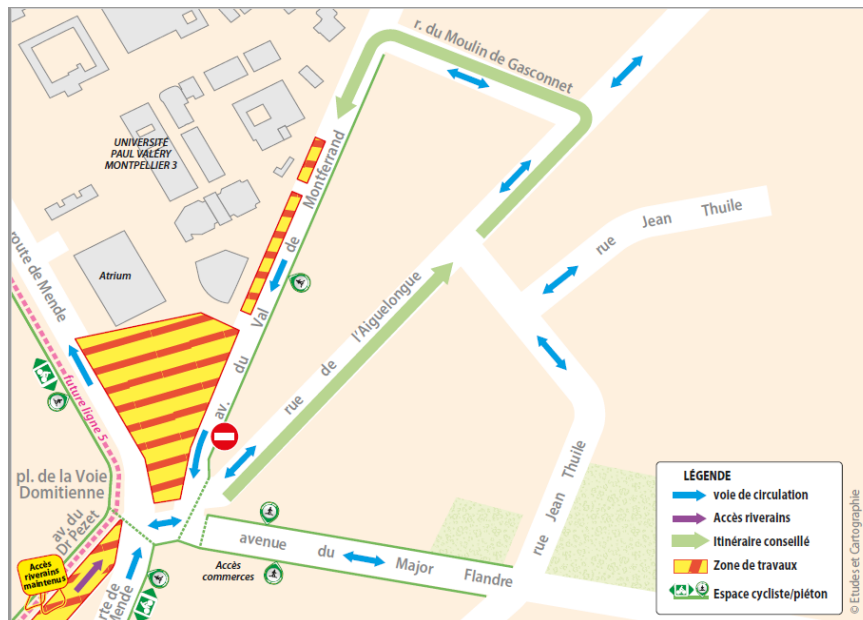 r. du Moulin de Gasconnet
UNIVERSITÉ
PAUL VALÉRY
MONTPELLIER 3
av. du Val de Montferrand
rue Jean Thuile
route de Mende
Atrium
rue de l'Aiguelongue
future ligne 5
pl. de la Voie
Domitienne
av. du
Dr Pezet
rue Jean Thuile
Accès
riverains
maintenus
rte de
Mende
Accès
commerces
avenue du Major Flandre
LÉGENDE
voie de circulation
Accès riverains
Itinéraire conseillé
Zone de travaux
Espace cycliste/piéton
© Etudes et Cartographie